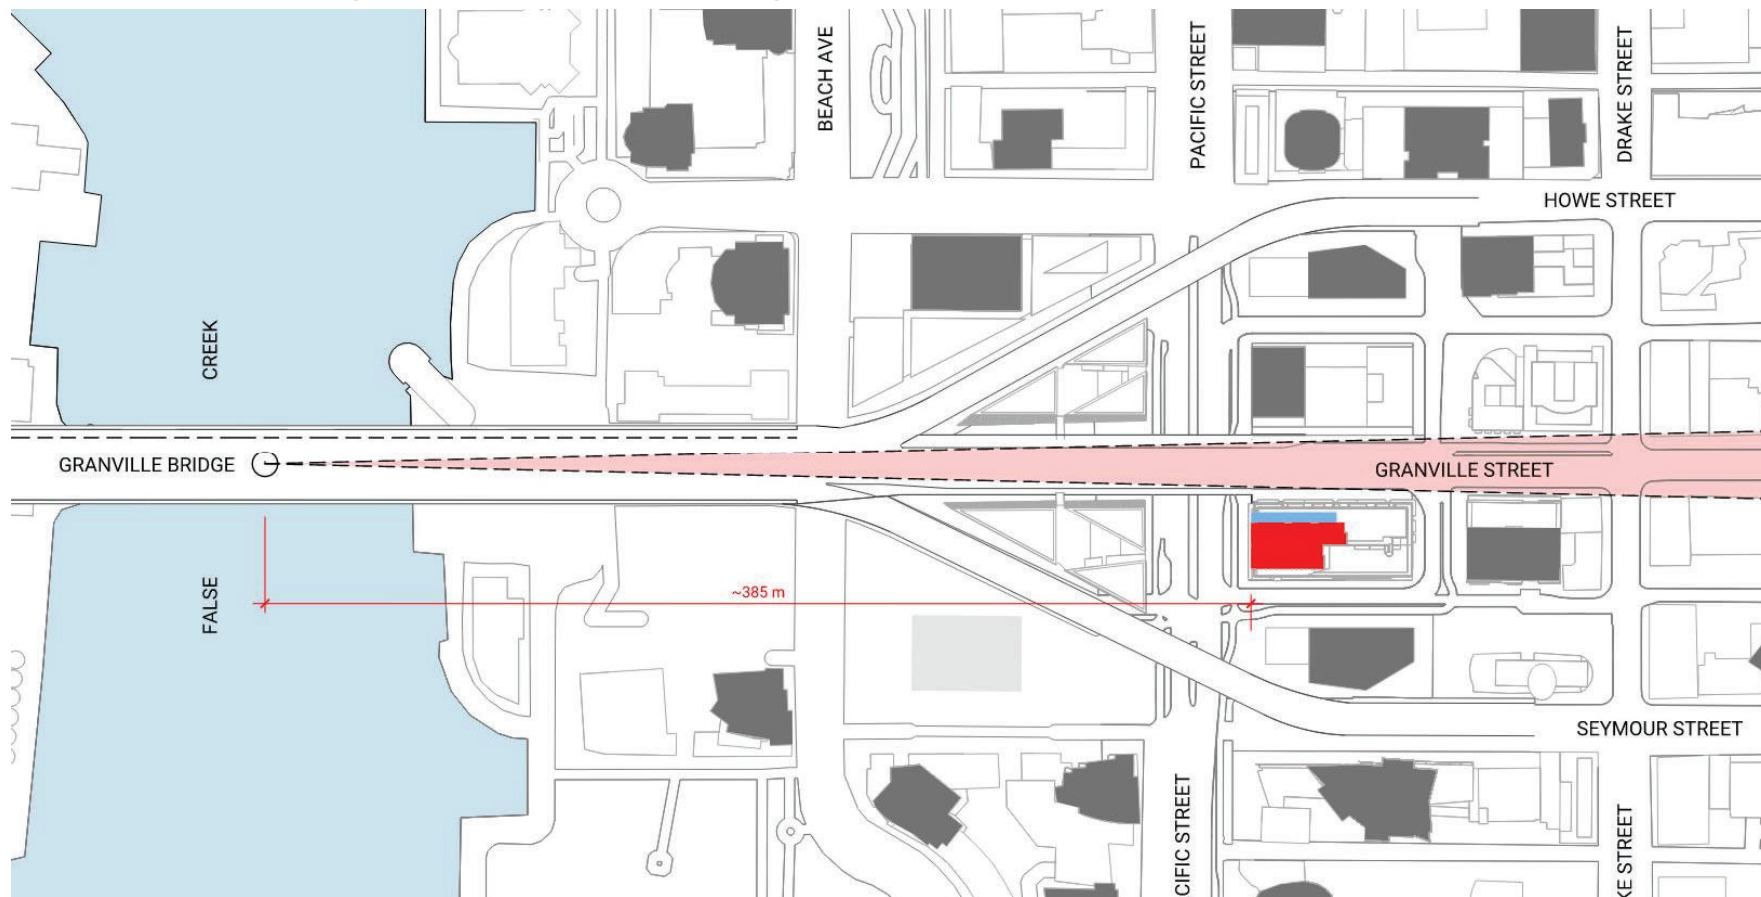 BEACH AVE
PACIFIC STREET
DRAKE STREET
HOWE STREET
CREEK
GRANVILLE BRIDGE
GRANVILLE STREET
FALSE
~385 m
SEYMOUR STREET
CIFIC STREET
KE STREET